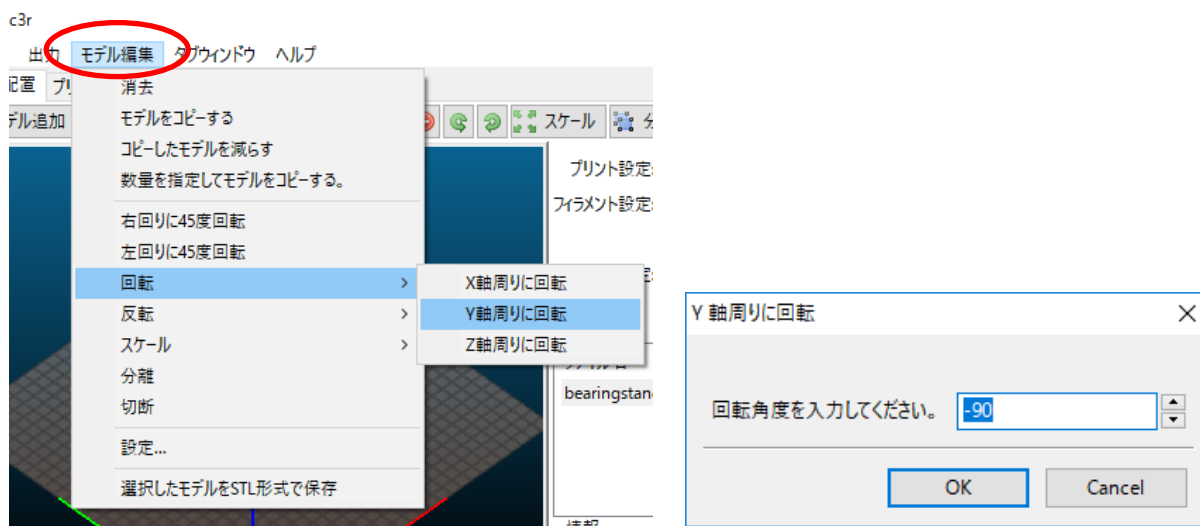 c3r
出力 モデル編集 タブウィンドウ ヘルプ
配置 プリ
デル追加
スケール 分
消去
モデルをコピーする
コピーしたモデルを減らす
数量を指定してモデルをコピーする。
右回りに45度回転
左回りに45度回転
回転
反転
スケール
分離
切断
設定...
選択したモデルをSTL形式で保存
X軸周りに回転
Y軸周りに回転
Z軸周りに回転
プリント設定:
フィラメント設定:
bearingstan
情報
Y 軸周りに回転
回転角度を入力してください。 -90
OK Cancel